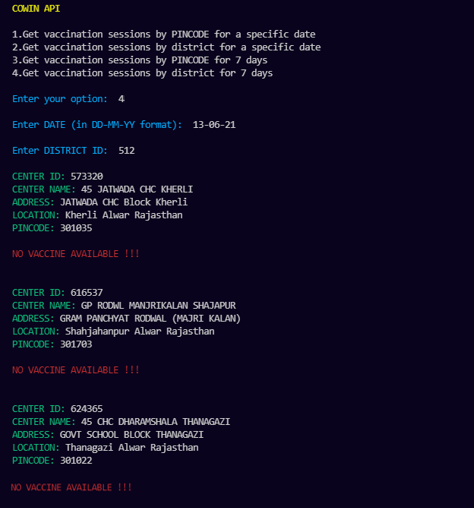 COWIN API
1.Get vaccination sessions by PINCODE for a specific date
2.Get vaccination sessions by district for a specific date
3.Get vaccination sessions by PINCODE for 7 days
4.Get vaccination sessions by district for 7 days
Enter your option: 4
Enter DATE (in DD-MM-YY format): 13-06-21
Enter DISTRICT ID: 512
CENTER ID: 573320
CENTER NAME: 45 JATWADA CHC KHERLI
ADDRESS: JATWADA CHC Block Kherli
LOCATION: Kherli Alwar Rajasthan
PINCODE: 301035
NO VACCINE AVAILABLE !!!
CENTER ID: 616537
CENTER NAME: GP RODWL MANJRIKALAN SHAJAPUR
ADDRESS: GRAM PANCHYAT RODWAL (MAJRI KALAN)
LOCATION: Shahjahanpur Alwar Rajasthan
PINCODE: 301703
NO VACCINE AVAILABLE !!!
CENTER ID: 624365
CENTER NAME: 45 CHC DHARAMSHALA THANAGAZI
ADDRESS: GOVT SCHOOL BLOCK THANAGAZI
LOCATION: Thanagazi Alwar Rajasthan
PINCODE: 301022
NO VACCINE AVAILABLE !!!